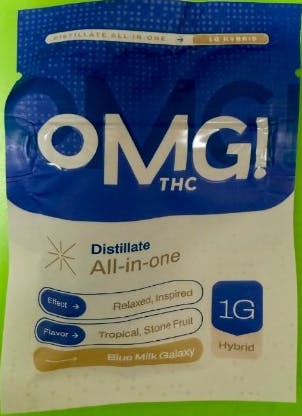 DISTILLATE ALL-IN-ONE → 1G HYBRID
OMG!
OMG!
THC
Distillate
All-in-one
Effect → Relaxed, Inspired
Flavor → Tropical, Stone Fruit
1G
Hybrid
Blue Milk Galaxy